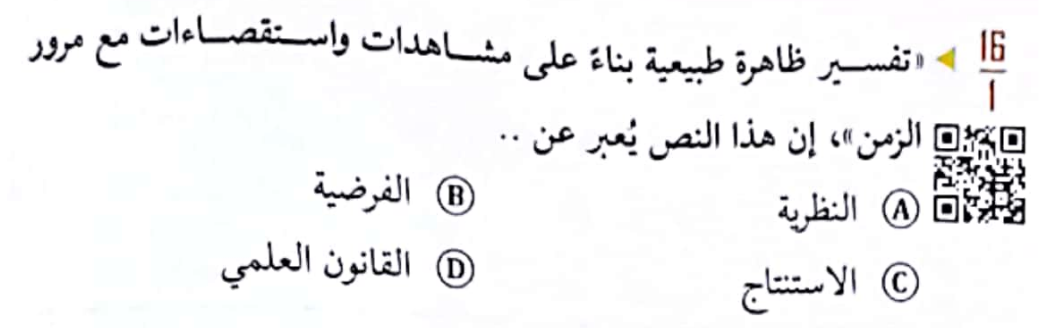 16/1 ◄ «تفسير ظاهرة طبيعية بناءً على مشاهدات واستقصاءات مع مرور
الزمن»، إن هذا النص يُعبر عن ..
Ⓐ النظرية Ⓑ الفرضية
Ⓒ الاستنتاج Ⓓ القانون العلمي